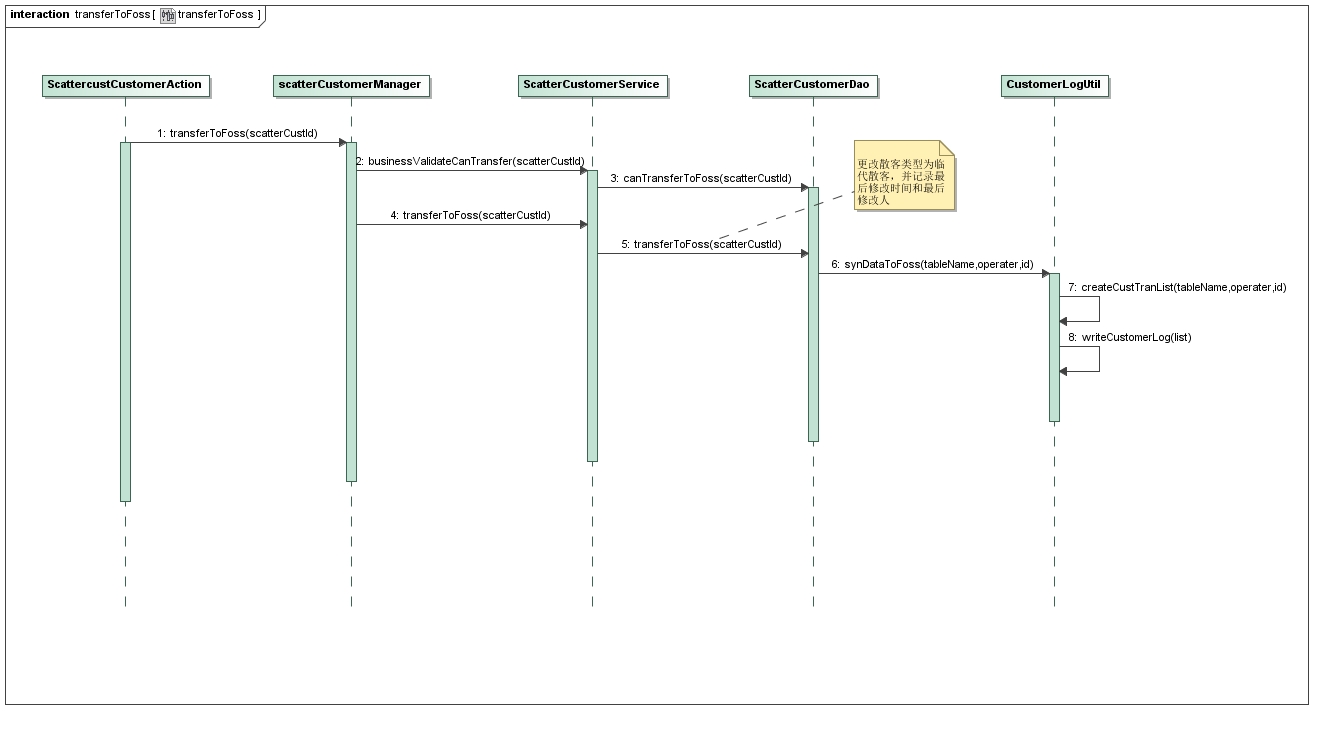 interaction transferToFoss[ transferToFoss ]
ScattercustCustomerAction
scatterCustomerManager
ScatterCustomerService
ScatterCustomerDao
CustomerLogUtil
1: transferToFoss(scatterCustId)
2: businessValidateCanTransfer(scatterCustId)
3: canTransferToFoss(scatterCustId)
更改散客类型为临
代散客，并记录最
后修改时间和最后
修改人
4: transferToFoss(scatterCustId)
5: transferToFoss(scatterCustId)
6: synDataToFoss(tableName,operater,id)
7: createCustTranList(tableName,operater,id)
8: writeCustomerLog(list)